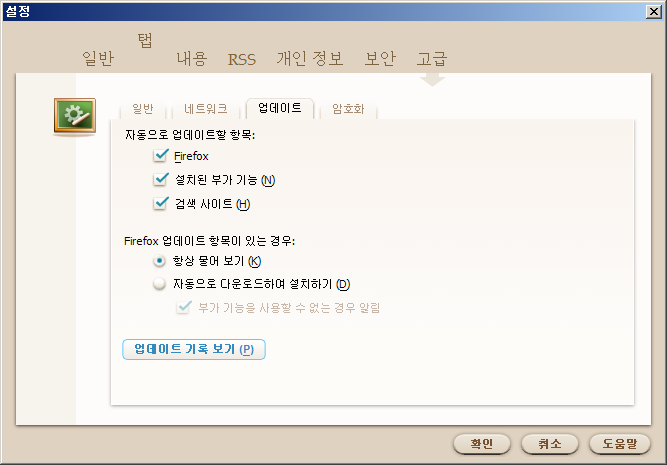 설정
일반 탭 내용 RSS 개인 정보 보안 고급
일반 네트워크 업데이트 암호화
자동으로 업데이트할 항목:
Firefox
설치된 부가 기능 (N)
검색 사이트 (H)
Firefox 업데이트 항목이 있는 경우:
항상 물어 보기 (K)
자동으로 다운로드하여 설치하기 (D)
부가 기능을 사용할 수 없는 경우 알림
업데이트 기록 보기 (P)
확인 취소 도움말